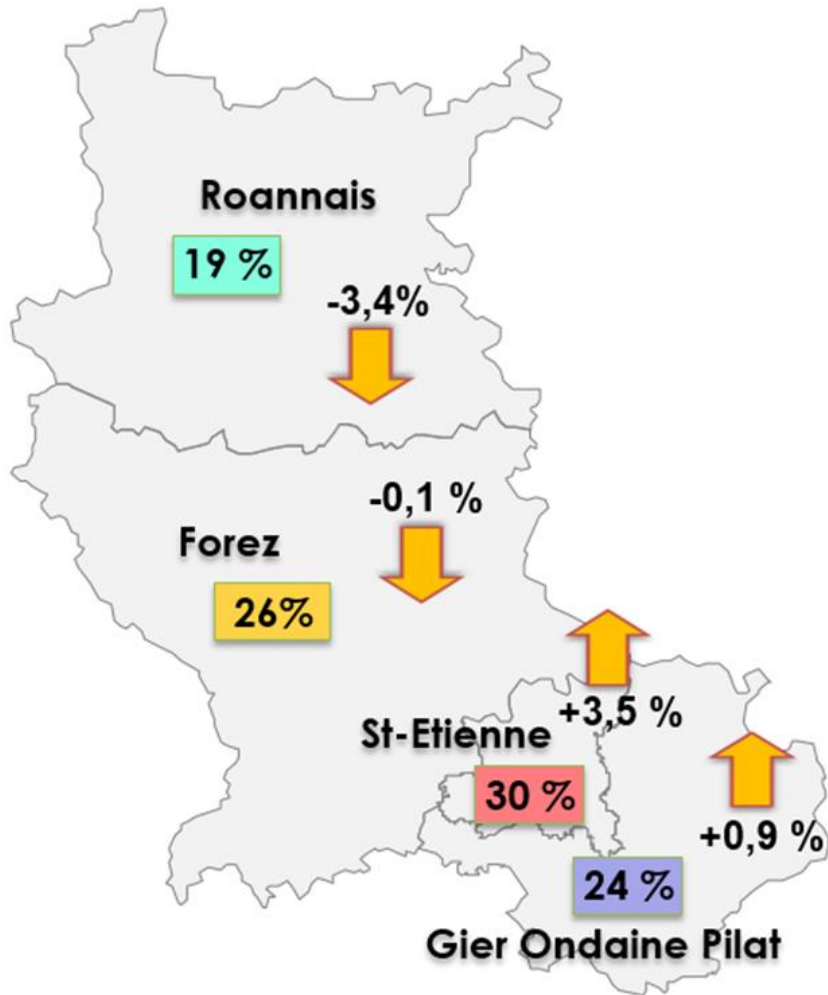 Roannais
19 %
-3,4%
-0,1 %
Forez
26%
+3,5 %
St-Etienne
30 %
+0,9 %
24 %
Gier Ondaine Pilat